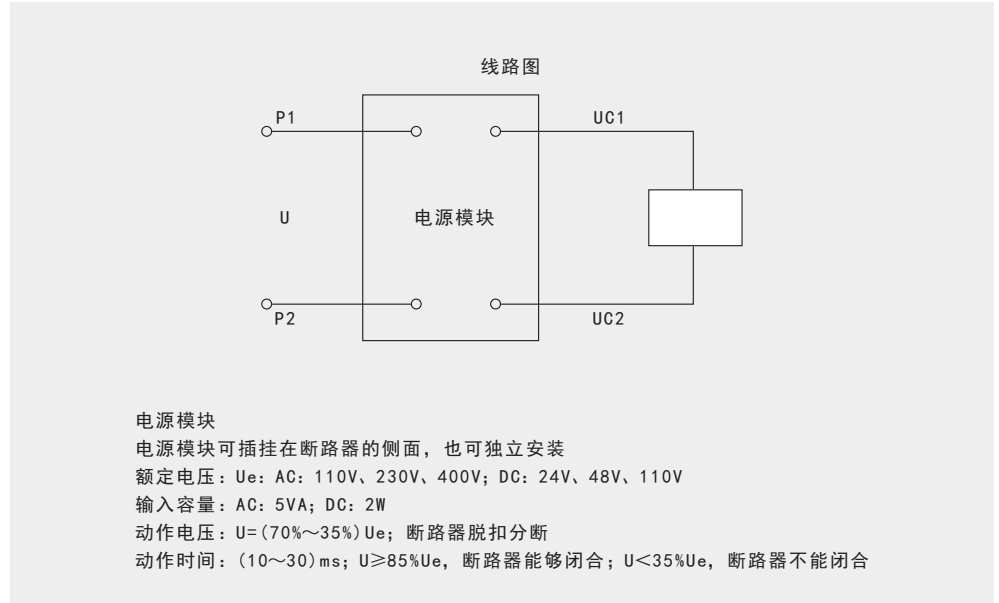 线路图
P1
UC1
U
电源模块
P2
UC2
电源模块
电源模块可插挂在断路器的侧面，也可独立安装
额定电压：Ue：AC：110V、230V、400V；DC：24V、48V、110V
输入容量：AC：5VA；DC：2W
动作电压：U=(70%～35%)Ue；断路器脱扣分断
动作时间：(10～30)ms；U≥85%Ue，断路器能够闭合；U＜35%Ue，断路器不能闭合